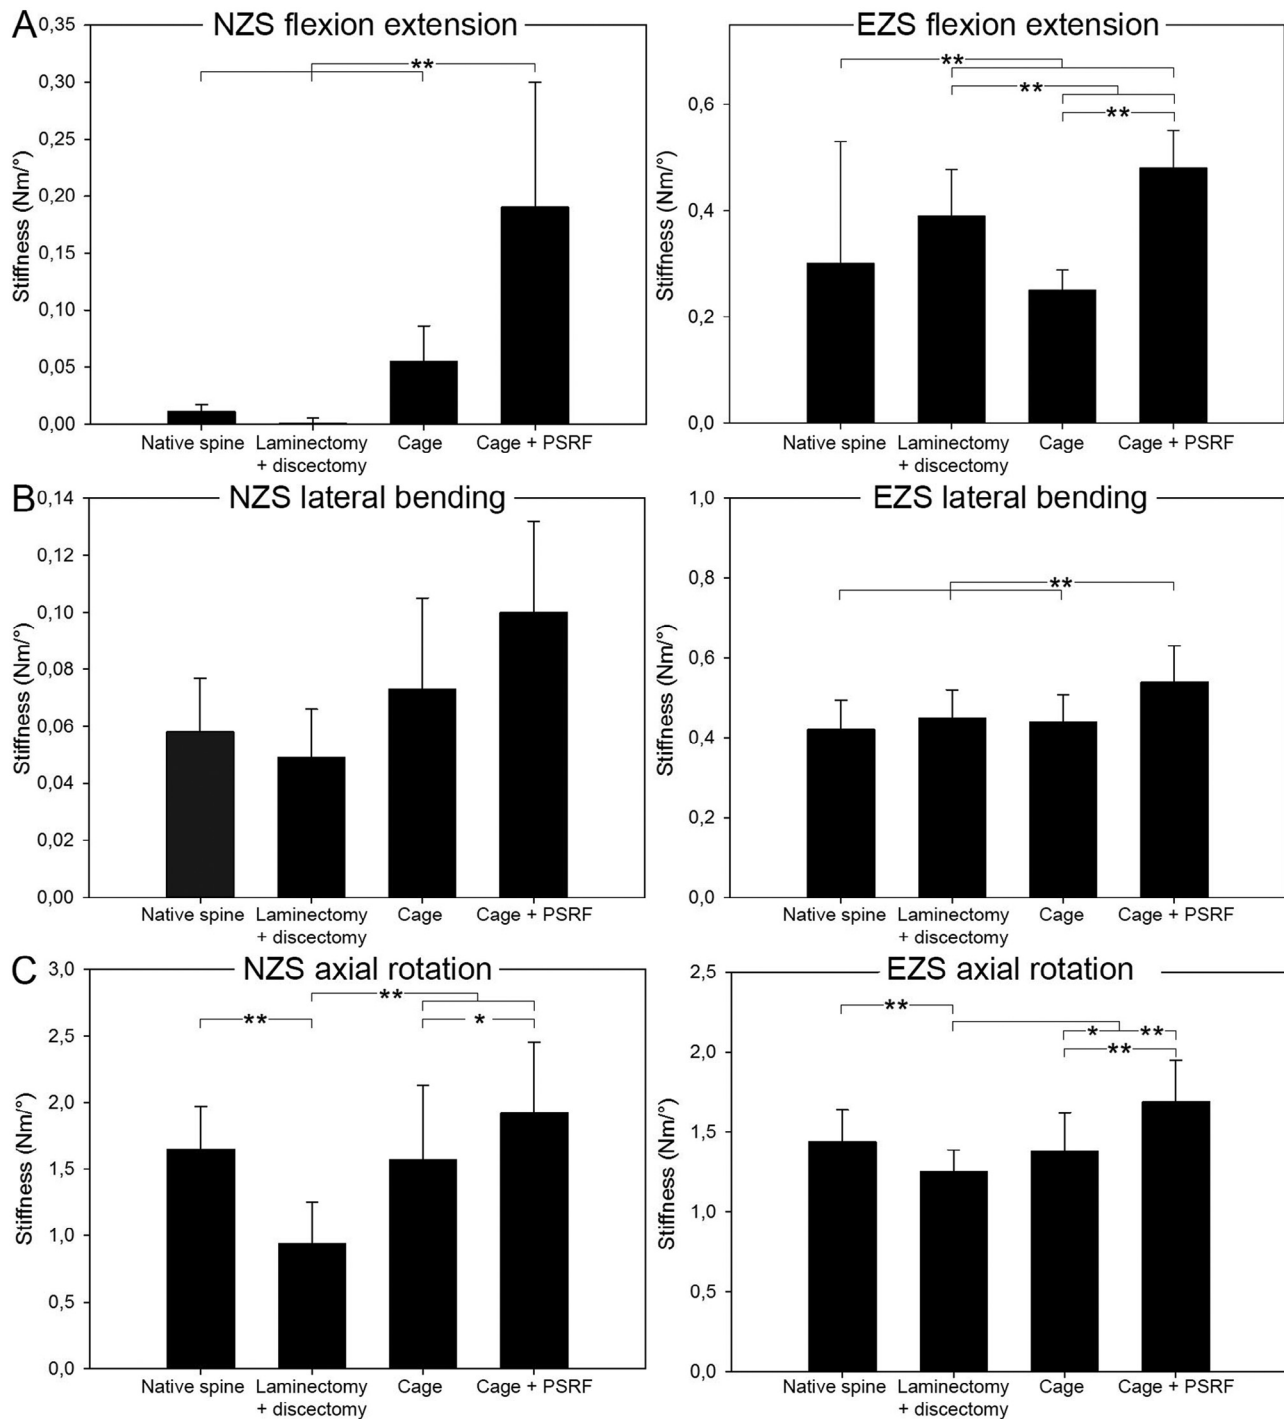 A
NZS flexion extension
EZS flexion extension
Stiffness (Nm/°)
0,35
0,30
0,25
0,20
0,15
0,10
0,05
0,00
**
Native spine
Laminectomy
+ discectomy
Cage
Cage + PSRF
Stiffness (Nm/°)
0,6
0,4
0,2
0,0
**
**
**
Native spine
Laminectomy
+ discectomy
Cage
Cage + PSRF
B
NZS lateral bending
EZS lateral bending
Stiffness (Nm/°)
0,14
0,12
0,10
0,08
0,06
0,04
0,02
0,00
Native spine
Laminectomy
+ discectomy
Cage
Cage + PSRF
Stiffness (Nm/°)
1,0
0,8
0,6
0,4
0,2
0,0
**
Native spine
Laminectomy
+ discectomy
Cage
Cage + PSRF
C
NZS axial rotation
EZS axial rotation
Stiffness (Nm/°)
3,0
2,5
2,0
1,5
1,0
0,5
0,0
**
**
*
Native spine
Laminectomy
+ discectomy
Cage
Cage + PSRF
Stiffness (Nm/°)
2,5
2,0
1,5
1,0
0,5
0,0
**
* **
**
Native spine
Laminectomy
+ discectomy
Cage
Cage + PSRF